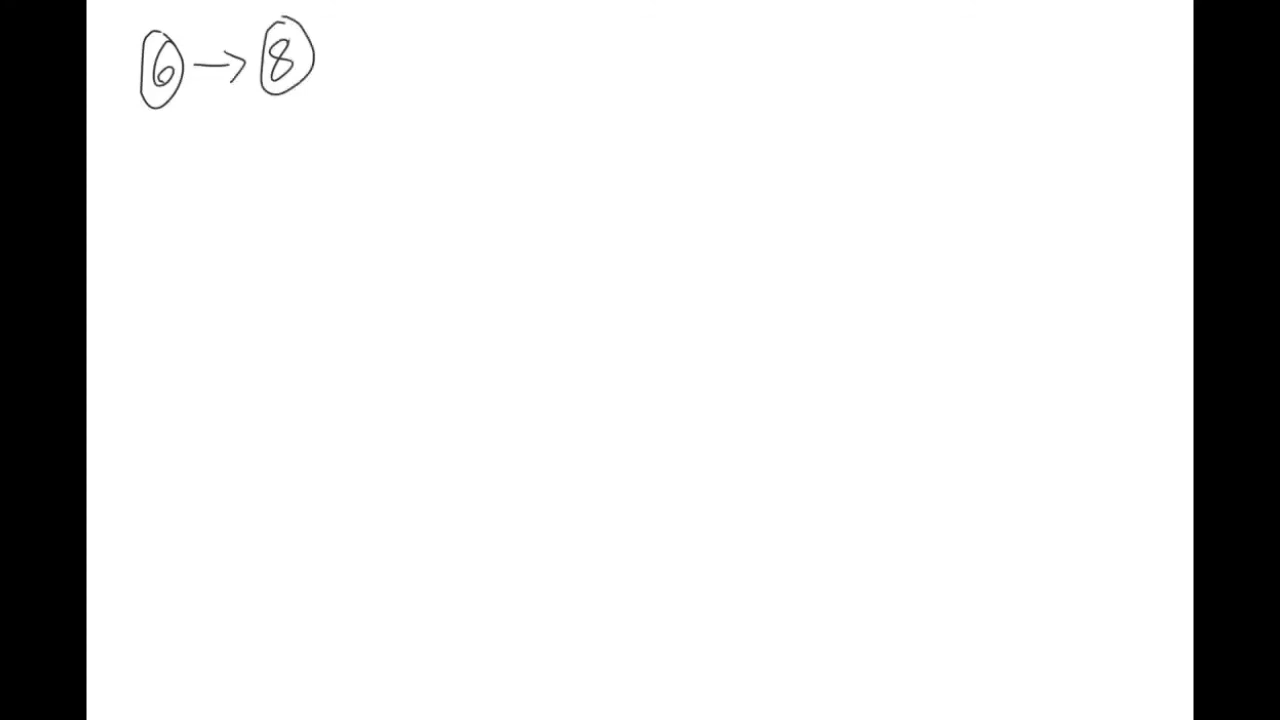 ⑥ → ⑧